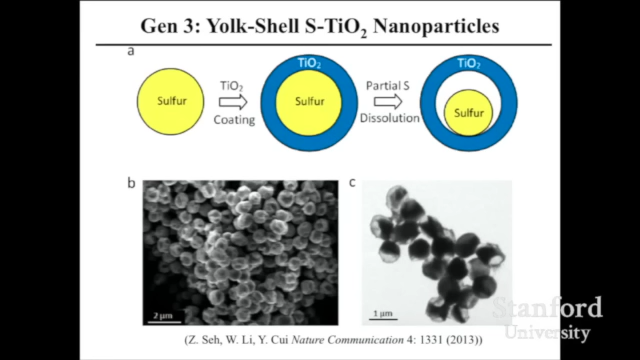 Gen 3: Yolk-Shell S-TiO₂ Nanoparticles
a
Sulfur
TiO₂
Coating
TiO₂
Sulfur
Partial S
Dissolution
TiO₂
Sulfur
b
2 μm
c
1 μm
(Z. Seh, W. Li, Y. Cui Nature Communication 4: 1331 (2013))
Stanford
University